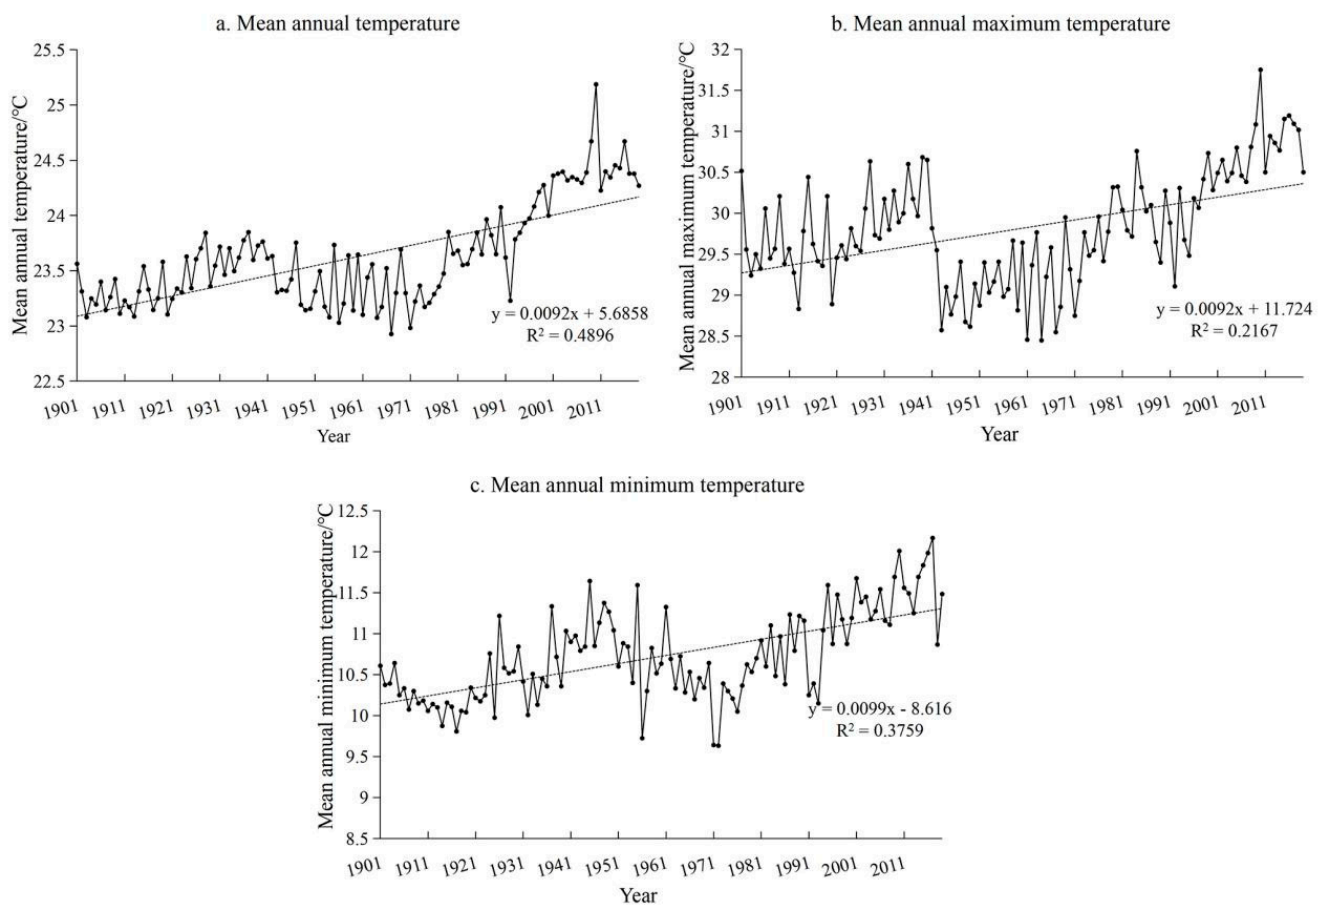 a. Mean annual temperature
Mean annual temperature/℃
25.5
25
24.5
24
23.5
23
22.5
y = 0.0092x + 5.6858
R² = 0.4896
1901 1911 1921 1931 1941 1951 1961 1971 1981 1991 2001 2011
Year
b. Mean annual maximum temperature
Mean annual maximum temperature/℃
32
31.5
31
30.5
30
29.5
29
28.5
28
y = 0.0092x + 11.724
R² = 0.2167
1901 1911 1921 1931 1941 1951 1961 1971 1981 1991 2001 2011
Year
c. Mean annual minimum temperature
Mean annual minimum temperature/℃
12.5
12
11.5
11
10.5
10
9.5
9
8.5
y = 0.0099x - 8.616
R² = 0.3759
1901 1911 1921 1931 1941 1951 1961 1971 1981 1991 2001 2011
Year